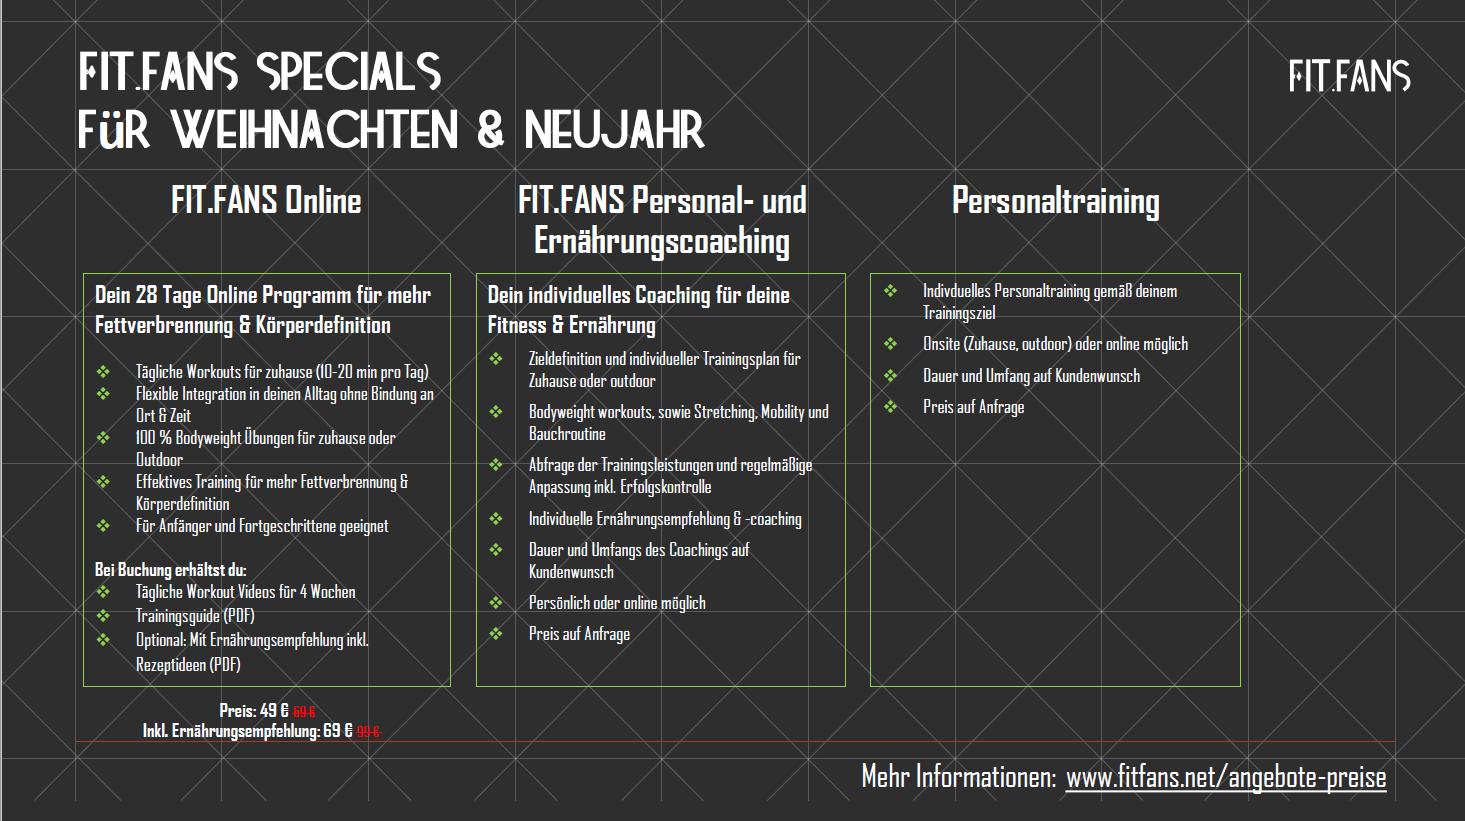 FIT.FANS SPECIALS
FüR WEIHNACHTEN & NEUJAHR
FIT.FANS
FIT.FANS Online
Dein 28 Tage Online Programm für mehr
Fettverbrennung & Körperdefinition
❖ Tägliche Workouts für zuhause (10-20 min pro Tag)
❖ Flexible Integration in deinen Alltag ohne Bindung an
Ort & Zeit
❖ 100 % Bodyweight Übungen für zuhause oder
Outdoor
❖ Effektives Training für mehr Fettverbrennung &
Körperdefinition
❖ Für Anfänger und Fortgeschrittene geeignet
Bei Buchung erhältst du:
❖ Tägliche Workout Videos für 4 Wochen
❖ Trainingsguide (PDF)
❖ Optional: Mit Ernährungsempfehlung inkl.
Rezeptideen (PDF)
Preis: 49 € 69 €
Inkl. Ernährungsempfehlung: 69 € 99 €
FIT.FANS Personal- und
Ernährungscoaching
Dein individuelles Coaching für deine
Fitness & Ernährung
❖ Zieldefinition und individueller Trainingsplan für
Zuhause oder outdoor
❖ Bodyweight workouts, sowie Stretching, Mobility und
Bauchroutine
❖ Abfrage der Trainingsleistungen und regelmäßige
Anpassung inkl. Erfolgskontrolle
❖ Individuelle Ernährungsempfehlung & -coaching
❖ Dauer und Umfangs des Coachings auf
Kundenwunsch
❖ Persönlich oder online möglich
❖ Preis auf Anfrage
Personaltraining
❖ Indivduelles Personaltraining gemäß deinem
Trainingsziel
❖ Onsite (Zuhause, outdoor) oder online möglich
❖ Dauer und Umfang auf Kundenwunsch
❖ Preis auf Anfrage
Mehr Informationen: www.fitfans.net/angebote-preise